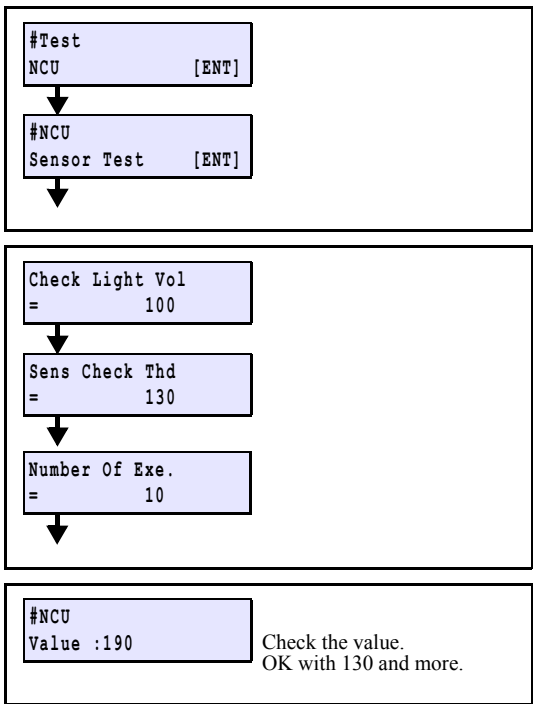 #Test
NCU [ENT]
#NCU
Sensor Test [ENT]
Check Light Vol
= 100
Sens Check Thd
= 130
Number Of Exe.
= 10
#NCU
Value :190
Check the value.
OK with 130 and more.